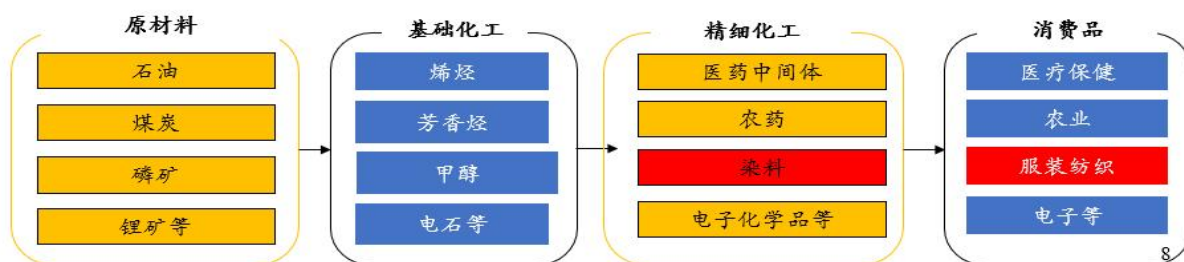 原材料
石油
煤炭
磷矿
锂矿等
基础化工
烯烃
芳香烃
甲醇
电石等
精细化工
医药中间体
农药
染料
电子化学品等
消费品
医疗保健
农业
服装纺织
电子等
8